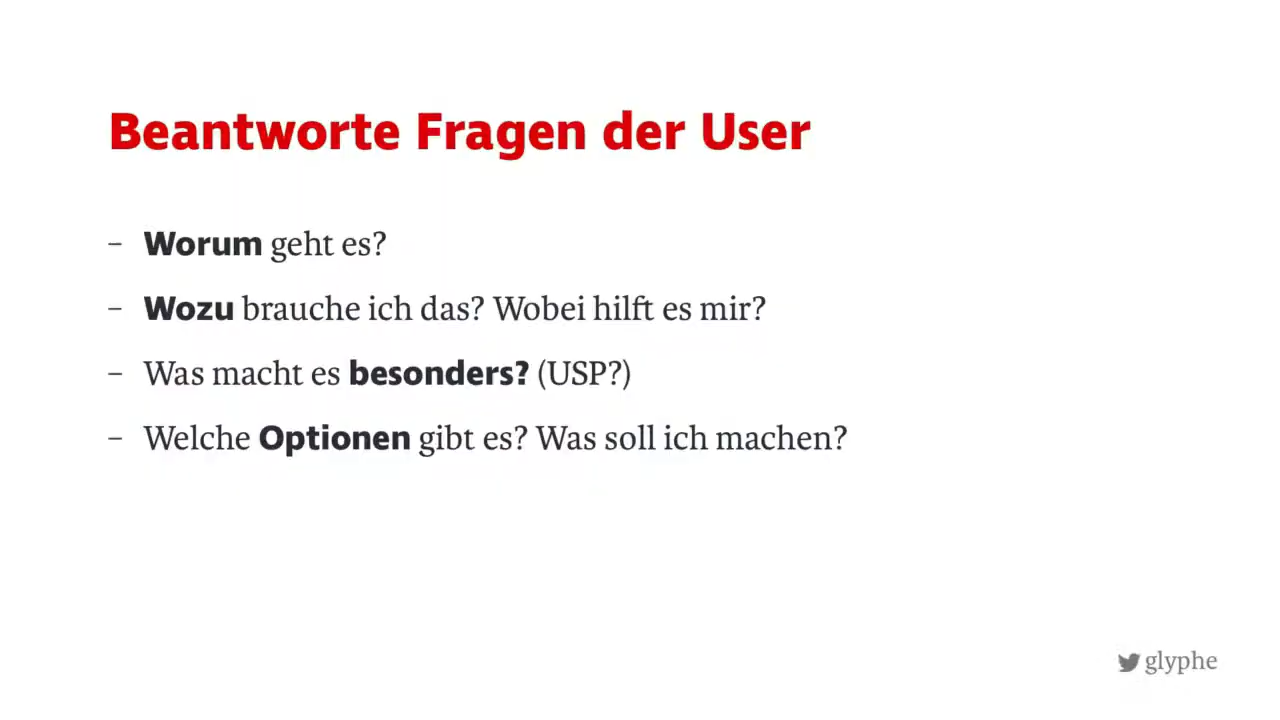 Beantworte Fragen der User
– Worum geht es?
– Wozu brauche ich das? Wobei hilft es mir?
– Was macht es besonders? (USP?)
– Welche Optionen gibt es? Was soll ich machen?
glyphe